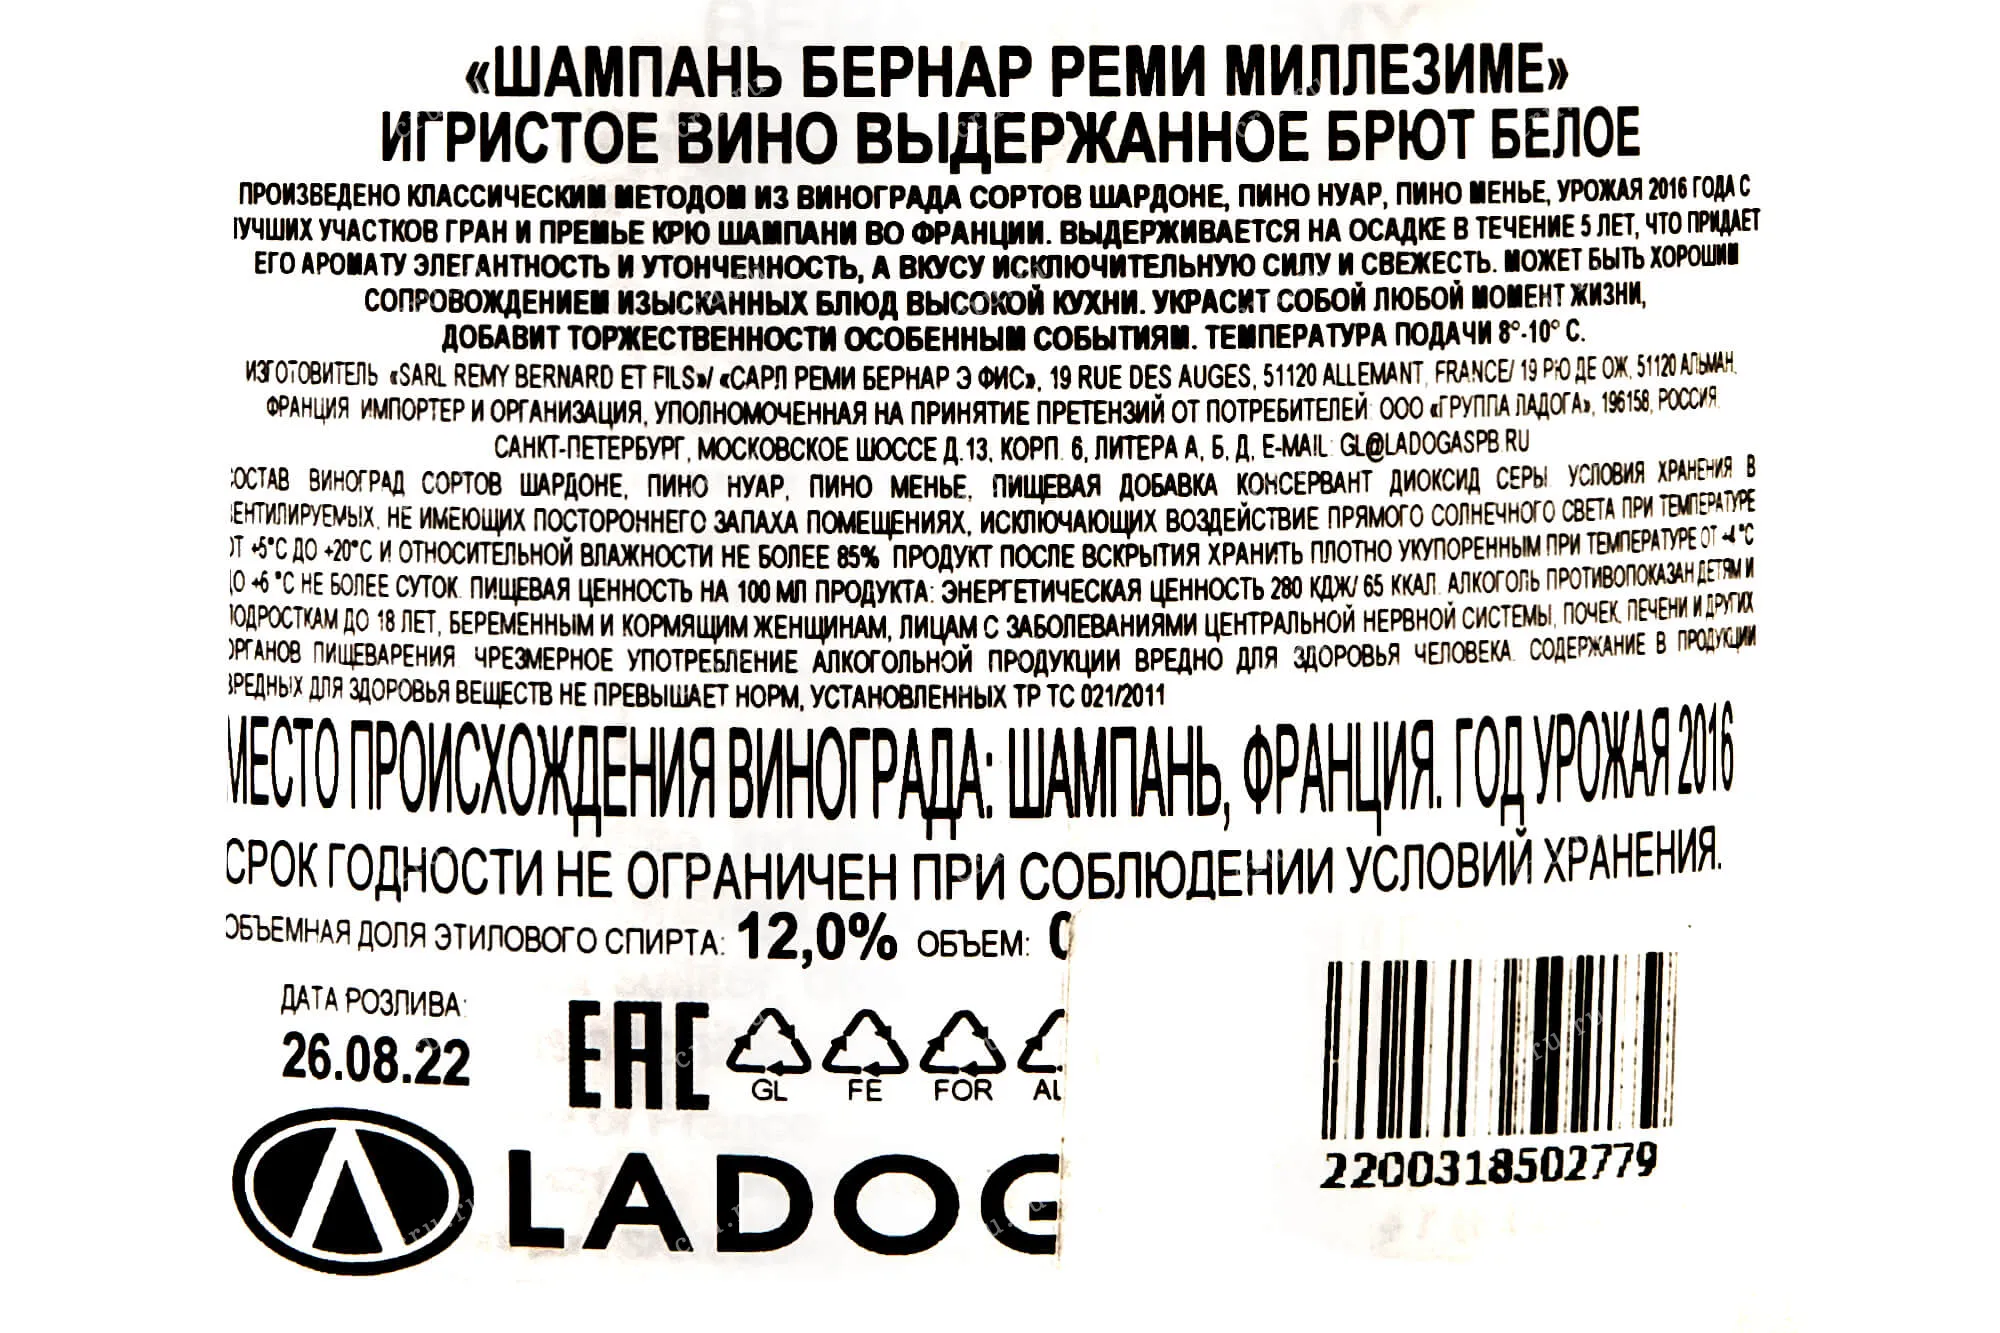 «ШАМПАНЬ БЕРНАР РЕМИ МИЛЛЕЗИМЕ»
ИГРИСТОЕ ВИНО ВЫДЕРЖАННОЕ БРЮТ БЕЛОЕ
ПРОИЗВЕДЕНО КЛАССИЧЕСКИМ МЕТОДОМ ИЗ ВИНОГРАДА СОРТОВ ШАРДОНЕ, ПИНО НУАР, ПИНО МЕНЬЕ, УРОЖАЯ 2016 ГОДА С
ЛУЧШИХ УЧАСТКОВ ГРАН И ПРЕМЬЕ КРЮ ШАМПАНИ ВО ФРАНЦИИ. ВЫДЕРЖИВАЕТСЯ НА ОСАДКЕ В ТЕЧЕНИЕ 5 ЛЕТ, ЧТО ПРИДАЕТ
ЕГО АРОМАТУ ЭЛЕГАНТНОСТЬ И УТОНЧЕННОСТЬ, А ВКУСУ ИСКЛЮЧИТЕЛЬНУЮ СИЛУ И СВЕЖЕСТЬ. МОЖЕТ БЫТЬ ХОРОШИМ
СОПРОВОЖДЕНИЕМ ИЗЫСКАННЫХ БЛЮД ВЫСОКОЙ КУХНИ. УКРАСИТ СОБОЙ ЛЮБОЙ МОМЕНТ ЖИЗНИ,
ДОБАВИТ ТОРЖЕСТВЕННОСТИ ОСОБЕННЫМ СОБЫТИЯМ. ТЕМПЕРАТУРА ПОДАЧИ 8°-10° С.
ИЗГОТОВИТЕЛЬ «SARL REMY BERNARD ET FILS»/ «САРЛ РЕМИ БЕРНАР Э ФИС», 19 RUE DES AUGES, 51120 ALLEMANT, FRANCE/ 19 РЮ ДЕ ОЖ, 51120 АЛЬМАН,
ФРАНЦИЯ ИМПОРТЕР И ОРГАНИЗАЦИЯ, УПОЛНОМОЧЕННАЯ НА ПРИНЯТИЕ ПРЕТЕНЗИЙ ОТ ПОТРЕБИТЕЛЕЙ ООО «ГРУППА ЛАДОГА», 196158, РОССИЯ
САНКТ-ПЕТЕРБУРГ, МОСКОВСКОЕ ШОССЕ Д.13, КОРП. 6, ЛИТЕРА А, Б, Д, E-MAIL: GL@LADOGASPB.RU
СОСТАВ ВИНОГРАД СОРТОВ ШАРДОНЕ, ПИНО НУАР, ПИНО МЕНЬЕ, ПИЩЕВАЯ ДОБАВКА КОНСЕРВАНТ ДИОКСИД СЕРЫ. УСЛОВИЯ ХРАНЕНИЯ В
ВЕНТИЛИРУЕМЫХ, НЕ ИМЕЮЩИХ ПОСТОРОННЕГО ЗАПАХА ПОМЕЩЕНИЯХ, ИСКЛЮЧАЮЩИХ ВОЗДЕЙСТВИЕ ПРЯМОГО СОЛНЕЧНОГО СВЕТА ПРИ ТЕМПЕРАТУРЕ
ОТ +5°С ДО +20°С И ОТНОСИТЕЛЬНОЙ ВЛАЖНОСТИ НЕ БОЛЕЕ 85% ПРОДУКТ ПОСЛЕ ВСКРЫТИЯ ХРАНИТЬ ПЛОТНО УКУПОРЕННЫМ ПРИ ТЕМПЕРАТУРЕ ОТ +4 °С
ДО +6 °С НЕ БОЛЕЕ СУТОК. ПИЩЕВАЯ ЦЕННОСТЬ НА 100 МЛ ПРОДУКТА: ЭНЕРГЕТИЧЕСКАЯ ЦЕННОСТЬ 280 КДЖ/ 65 ККАЛ. АЛКОГОЛЬ ПРОТИВОПОКАЗАН ДЕТЯМ И
ПОДРОСТКАМ ДО 18 ЛЕТ, БЕРЕМЕННЫМ И КОРМЯЩИМ ЖЕНЩИНАМ, ЛИЦАМ С ЗАБОЛЕВАНИЯМИ ЦЕНТРАЛЬНОЙ НЕРВНОЙ СИСТЕМЫ, ПОЧЕК, ПЕЧЕНИ И ДРУГИХ
ОРГАНОВ ПИЩЕВАРЕНИЯ. ЧРЕЗМЕРНОЕ УПОТРЕБЛЕНИЕ АЛКОГОЛЬНОЙ ПРОДУКЦИИ ВРЕДНО ДЛЯ ЗДОРОВЬЯ ЧЕЛОВЕКА. СОДЕРЖАНИЕ В ПРОДУКЦИИ
ВРЕДНЫХ ДЛЯ ЗДОРОВЬЯ ВЕЩЕСТВ НЕ ПРЕВЫШАЕТ НОРМ, УСТАНОВЛЕННЫХ ТР ТС 021/2011
МЕСТО ПРОИСХОЖДЕНИЯ ВИНОГРАДА: ШАМПАНЬ, ФРАНЦИЯ. ГОД УРОЖАЯ 2016
СРОК ГОДНОСТИ НЕ ОГРАНИЧЕН ПРИ СОБЛЮДЕНИИ УСЛОВИЙ ХРАНЕНИЯ.
ОБЪЕМНАЯ ДОЛЯ ЭТИЛОВОГО СПИРТА: 12,0% ОБЪЕМ: 0
ДАТА РОЗЛИВА:
26.08.22
EAC
GL FE FOR AL
LADOG
2200318502779